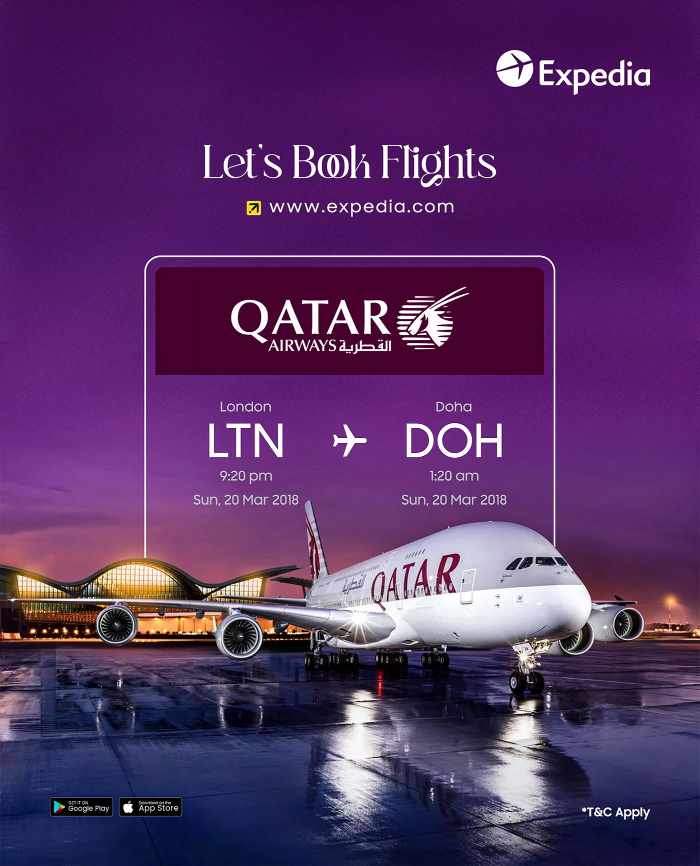 Expedia
Let's Book Flights
www.expedia.com
QATAR
AIRWAYS القطرية
London
LTN
9:20 pm
Sun, 20 Mar 2018
Doha
DOH
1:20 am
Sun, 20 Mar 2018
القطرية QATAR
GET IT ON
Google Play
Download on the
App Store
*T&C Apply